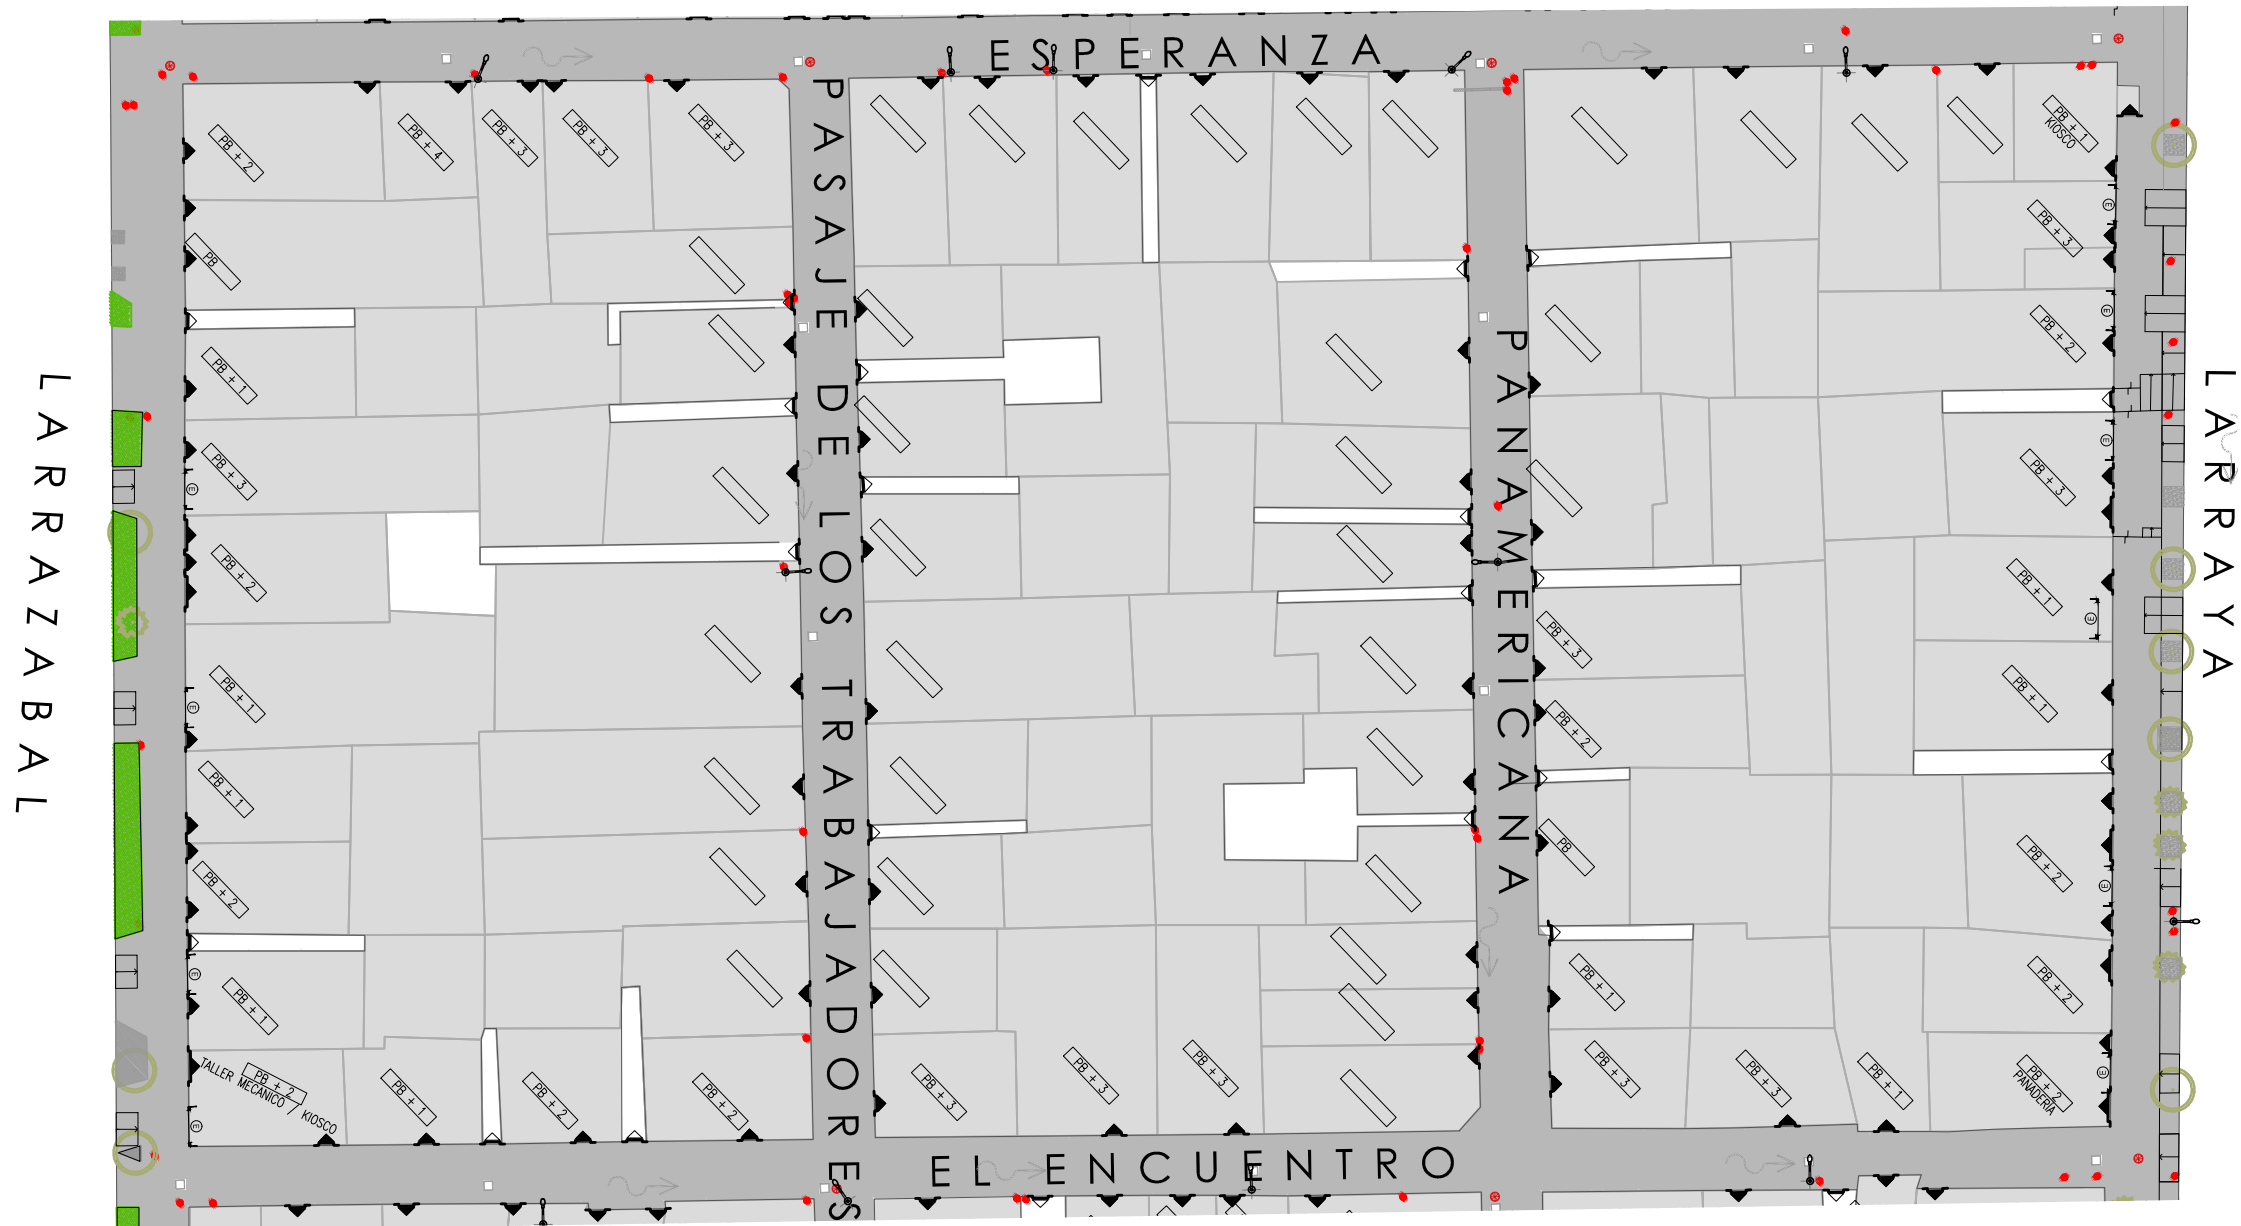 ESPERANZA
PB + 2
PB + 4
PB + 3
PB + 3
PB + 3
PB + 1
KIOSCO
PB
PB + 3
PB + 1
PB + 2
PB + 3
PB + 3
PB + 2
PB + 1
PB + 3
PB + 1
PB + 1
PB + 2
PB + 1
PB
PB + 2
PB + 2
PB + 1
PB + 1
PB + 2
PB + 2
TALLER MECANICO / KIOSCO
PB + 1
PB + 2
PB + 2
PB + 3
PB + 3
PB + 3
PB + 3
PB + 3
PB + 1
PB + 2
PANADERÍA
E
E
E
E
E
E
E
E
E
E
LARRAZABAL
PASAJE DE LOS TRABAJADORES
PANAMERICANA
LARRAYA
EL ENCUENTRO